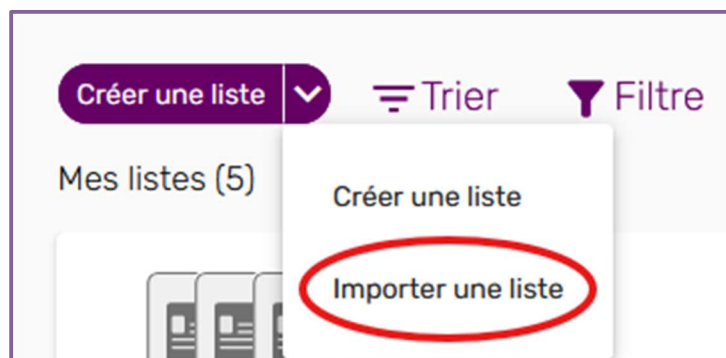 Créer une liste
Trier
Filtre
Mes listes (5)
Créer une liste
Importer une liste